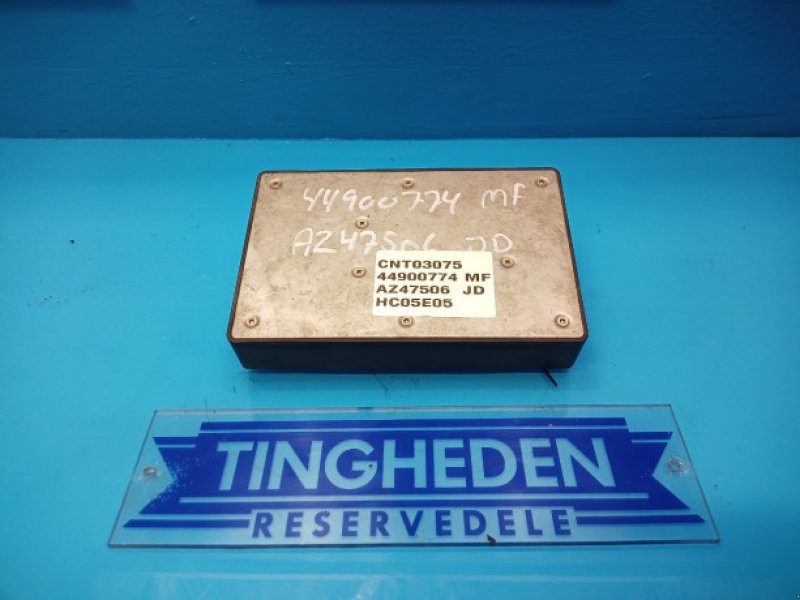 44900774 MF
AZ47506 JD
CNT03075
44900774 MF
AZ47506 JD
HC05E05
TINGHEDEN
RESERVEDELE